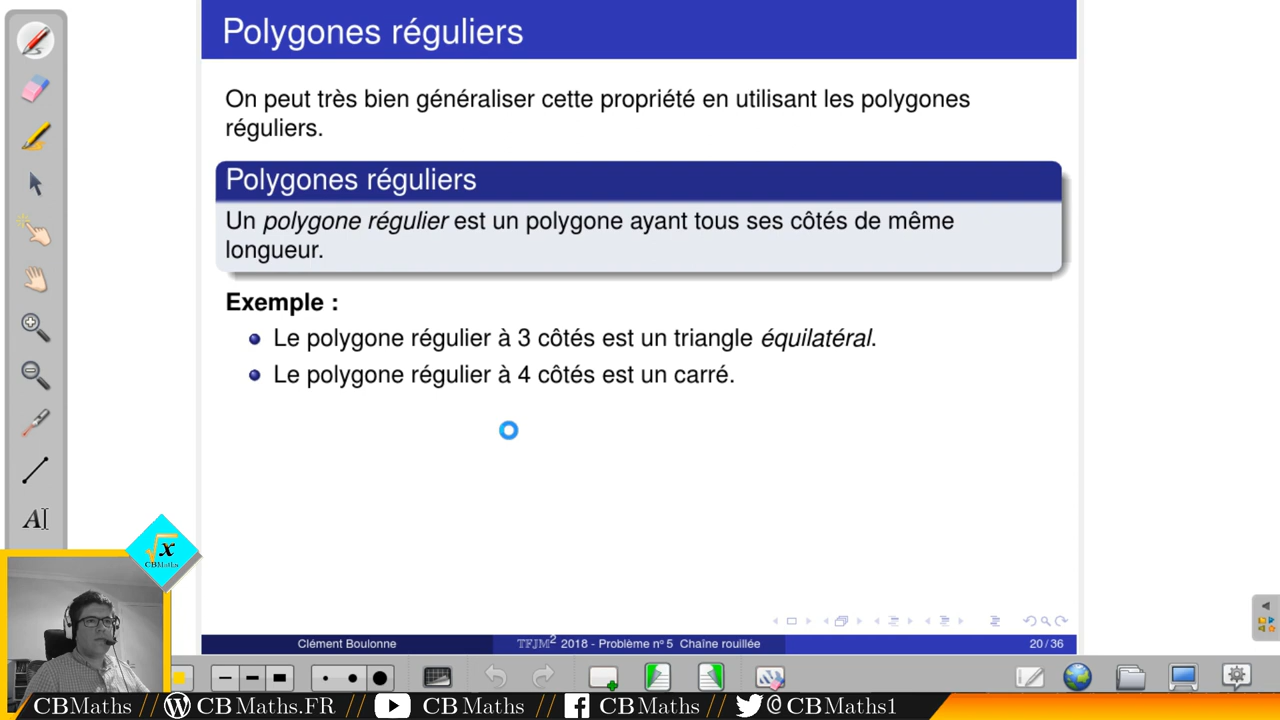 Polygones réguliers
On peut très bien généraliser cette propriété en utilisant les polygones
réguliers.
Polygones réguliers
Un polygone régulier est un polygone ayant tous ses côtés de même
longueur.
Exemple :
Le polygone régulier à 3 côtés est un triangle équilatéral.
Le polygone régulier à 4 côtés est un carré.
AI
√x
CBMaths
Clément Boulonne TFJM² 2018 - Problème nº 5 Chaîne rouillée 20 / 36
CBMaths // CBMaths.FR // CBMaths // CBMaths // @CBMaths1